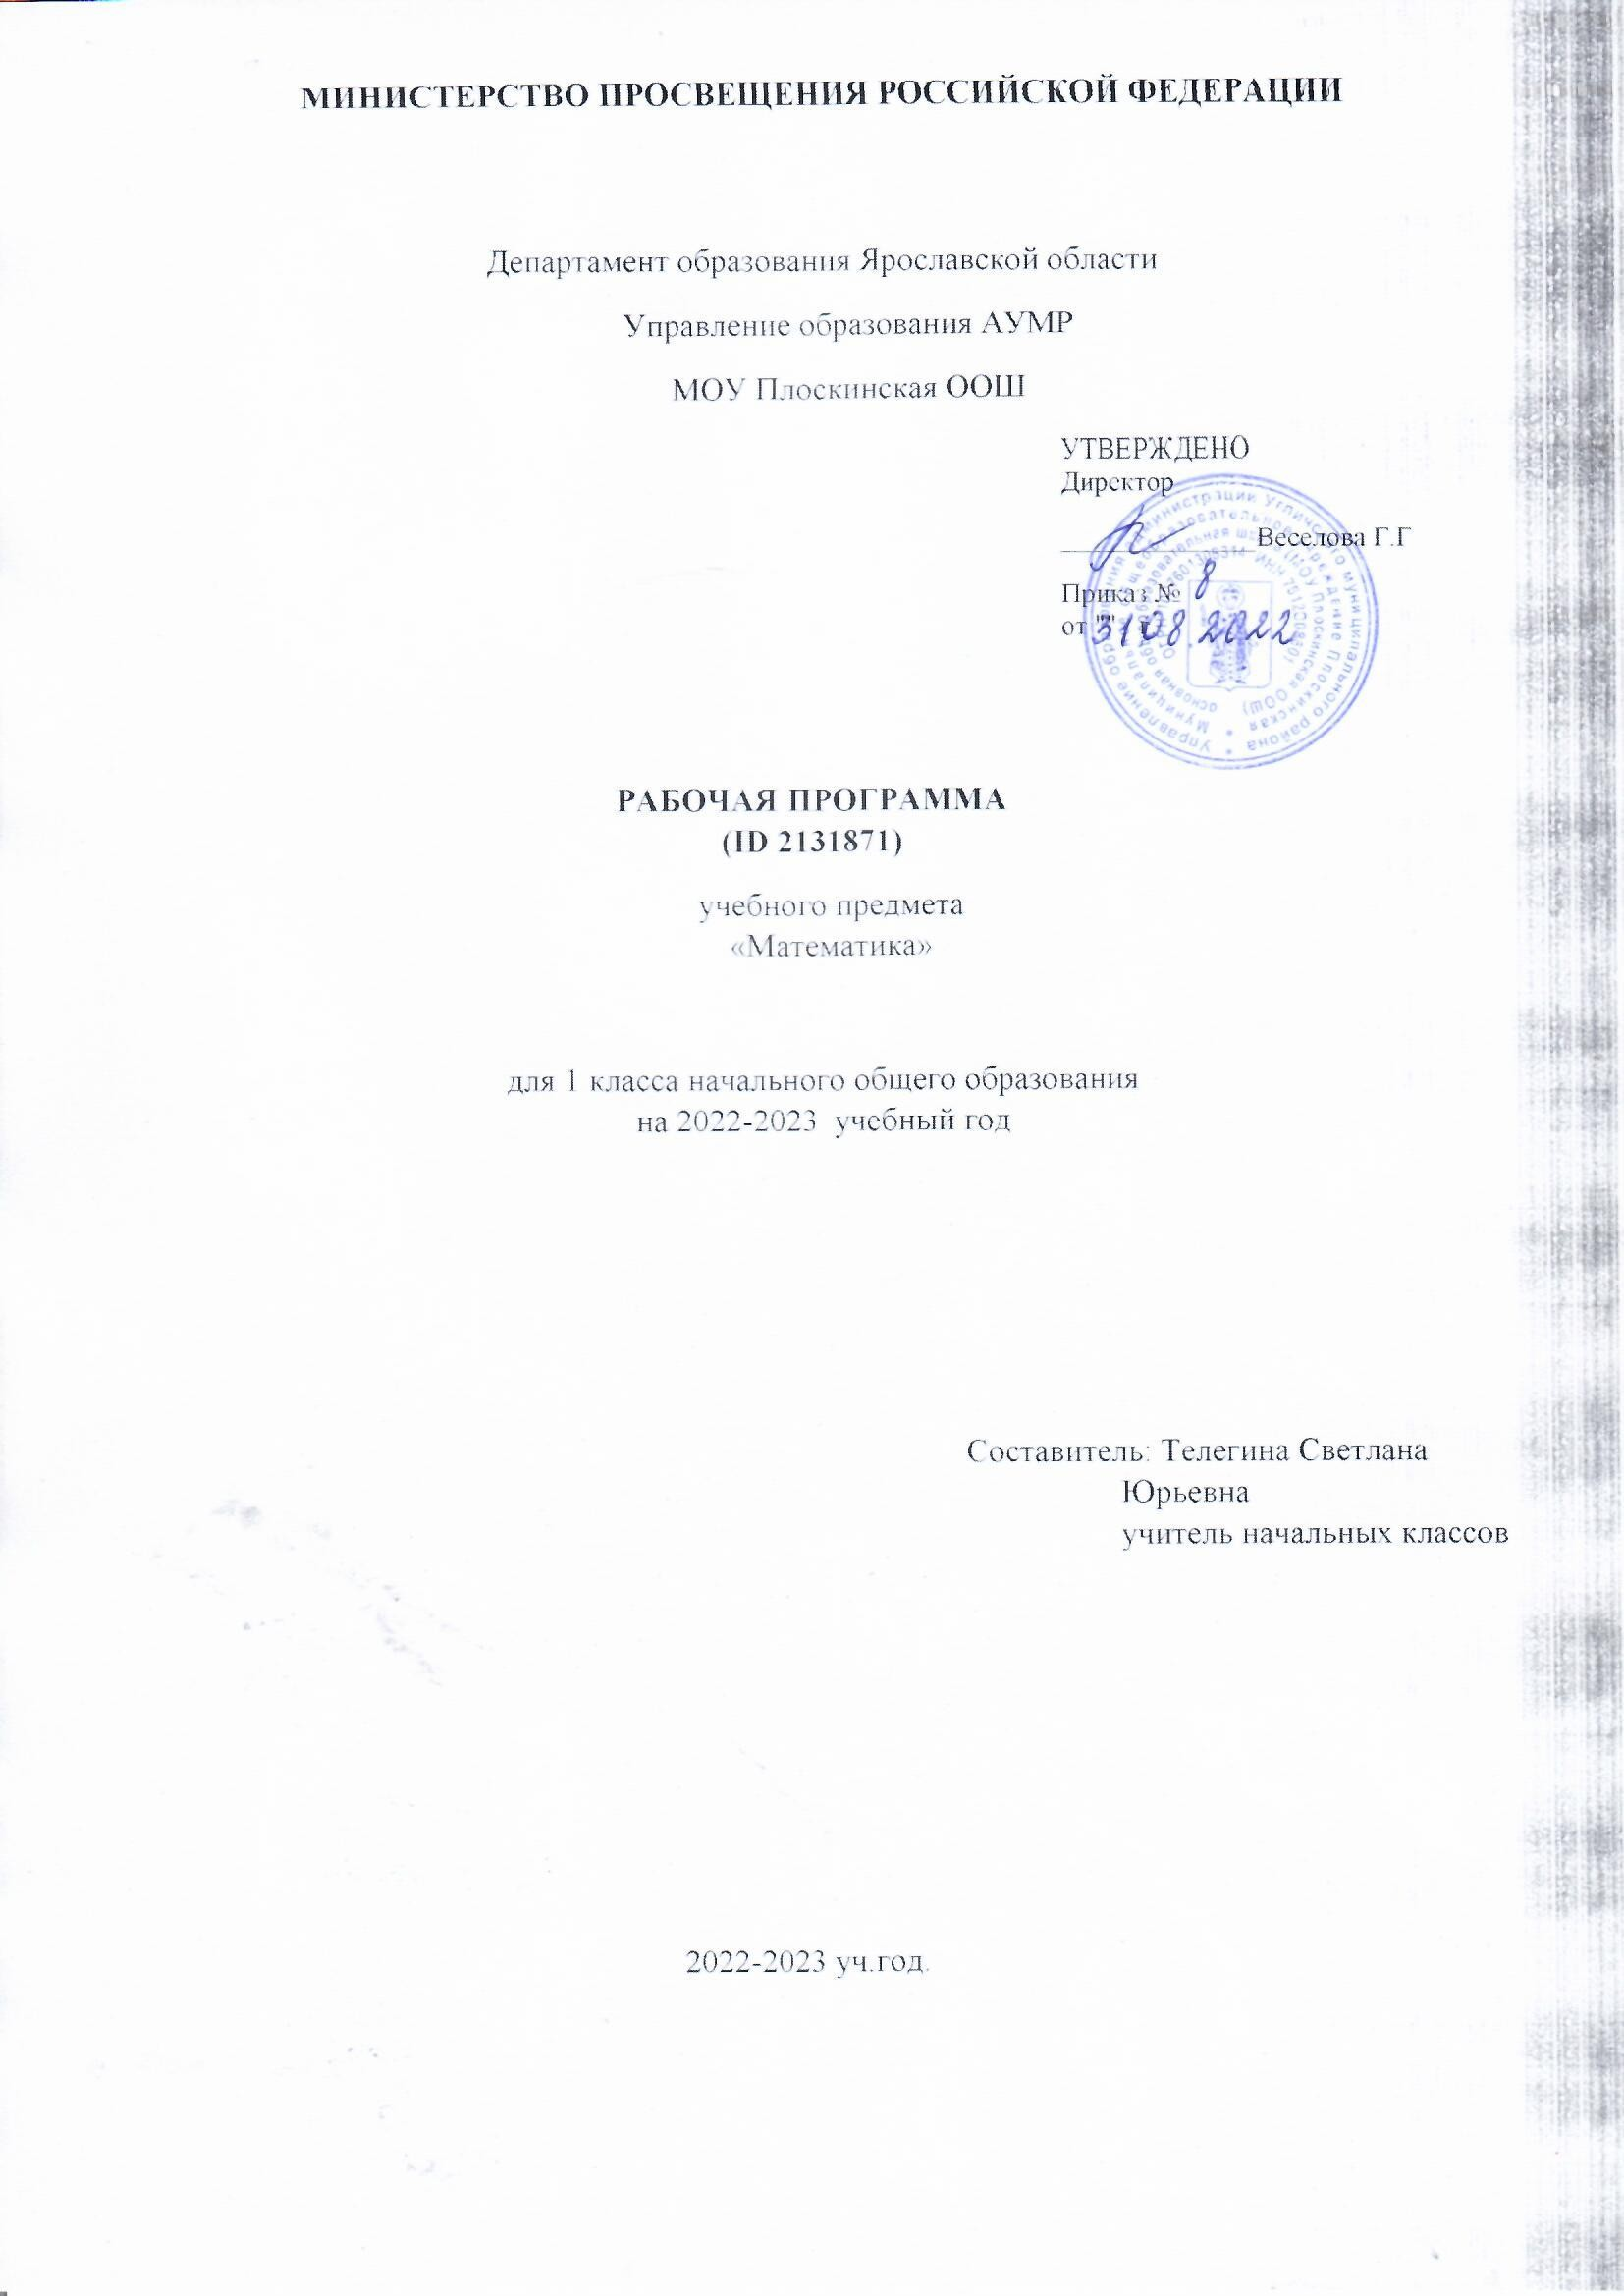 МИНИСТЕРСТВО ПРОСВЕЩЕНИЯ РОССИЙСКОЙ ФЕДЕРАЦИИ
Департамент образования Ярославской области
Управление образования АУМР
МОУ Плоскинская ООШ
УТВЕРЖДЕНО
Директор
Веселова Г.Г
Приказ № 8
от 31.08.2022
РАБОЧАЯ ПРОГРАММА
(ID 2131871)
учебного предмета
«Математика»
для 1 класса начального общего образования
на 2022-2023 учебный год
Составитель: Телегина Светлана
Юрьевна
учитель начальных классов
2022-2023 уч.год.